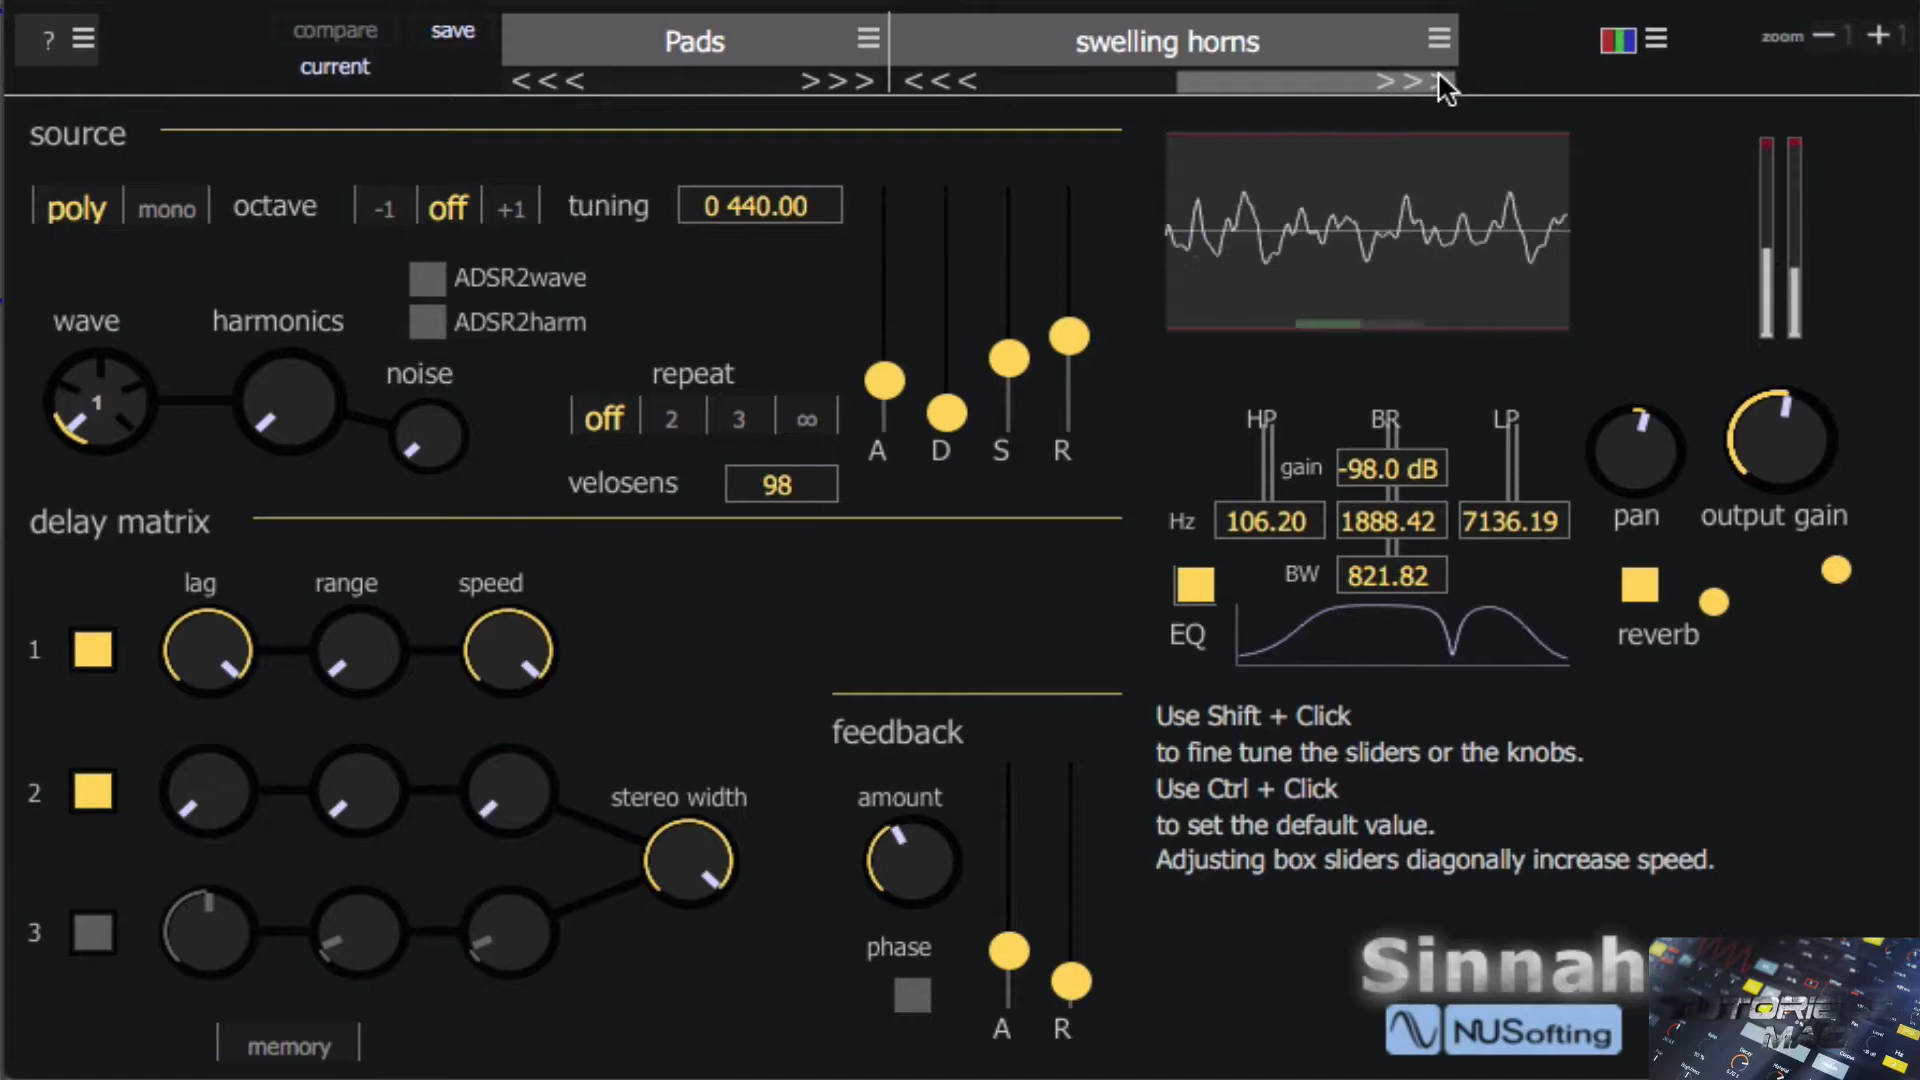 ?
compare
current
save
Pads
swelling horns
<<<
>>>
<<<
>>>
zoom
1
1
source
poly
mono
octave
-1
off
+1
tuning
0 440.00
ADSR2wave
ADSR2harm
wave
harmonics
noise
1
repeat
off
2
3
∞
velosens
98
A
D
S
R
HP
BR
LP
gain
-98.0 dB
Hz
106.20
1888.42
7136.19
BW
821.82
EQ
pan
output gain
reverb
delay matrix
lag
range
speed
1
2
3
stereo width
memory
feedback
amount
phase
A
R
Use Shift + Click
to fine tune the sliders or the knobs.
Use Ctrl + Click
to set the default value.
Adjusting box sliders diagonally increase speed.
Sinnah
NUSofting